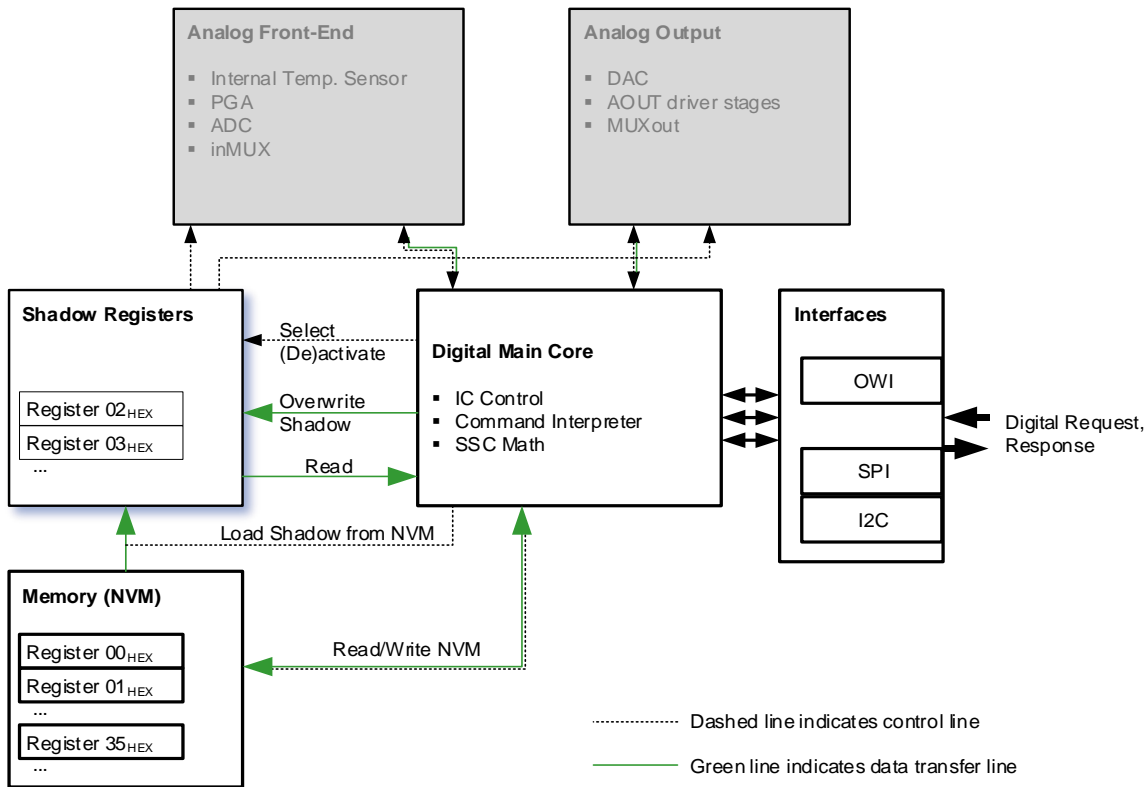 Analog Front-End
▪ Internal Temp. Sensor
▪ PGA
▪ ADC
▪ inMUX
Analog Output
▪ DAC
▪ AOUT driver stages
▪ MUXout
Shadow Registers
Register 02HEX
Register 03HEX
...
Select
(De)activate
Overwrite
Shadow
Read
Load Shadow from NVM
Digital Main Core
▪ IC Control
▪ Command Interpreter
▪ SSC Math
Interfaces
OWI
SPI
I2C
Digital Request,
Response
Memory (NVM)
Register 00HEX
Register 01HEX
...
Register 35HEX
...
Read/Write NVM
Dashed line indicates control line
Green line indicates data transfer line